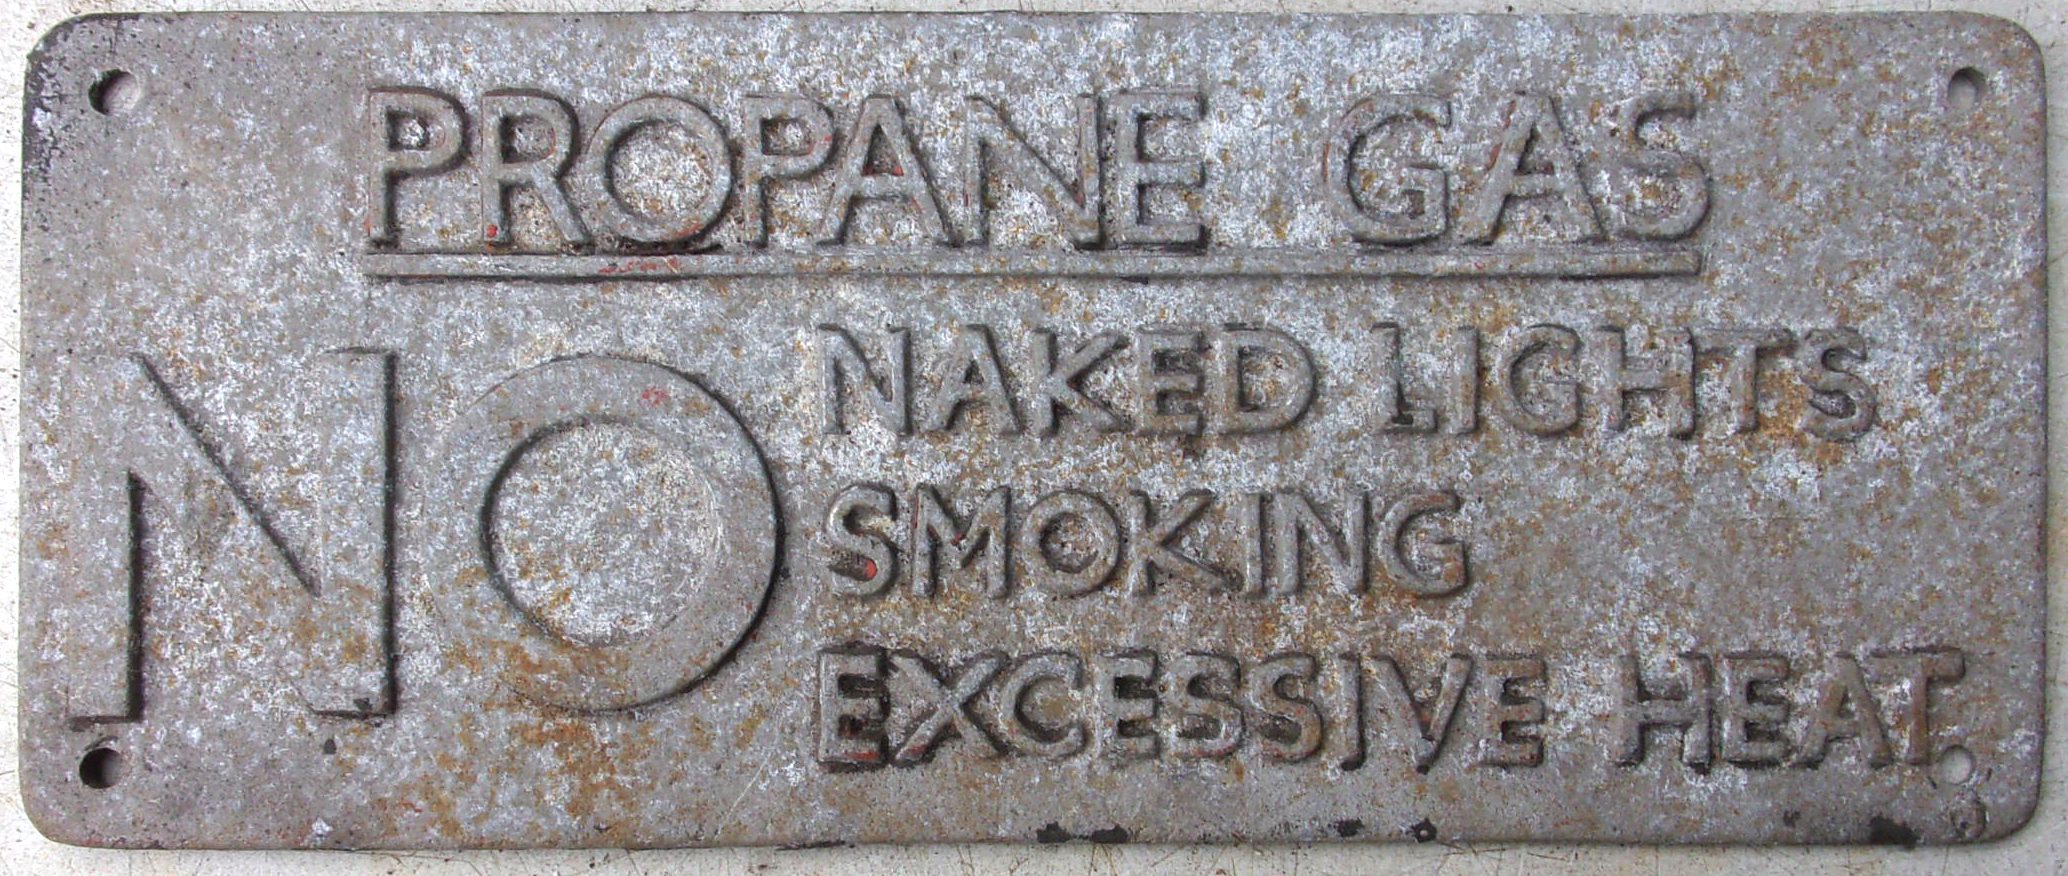 PROPANE GAS
NO
NAKED LIGHTS
SMOKING
EXCESSIVE HEAT